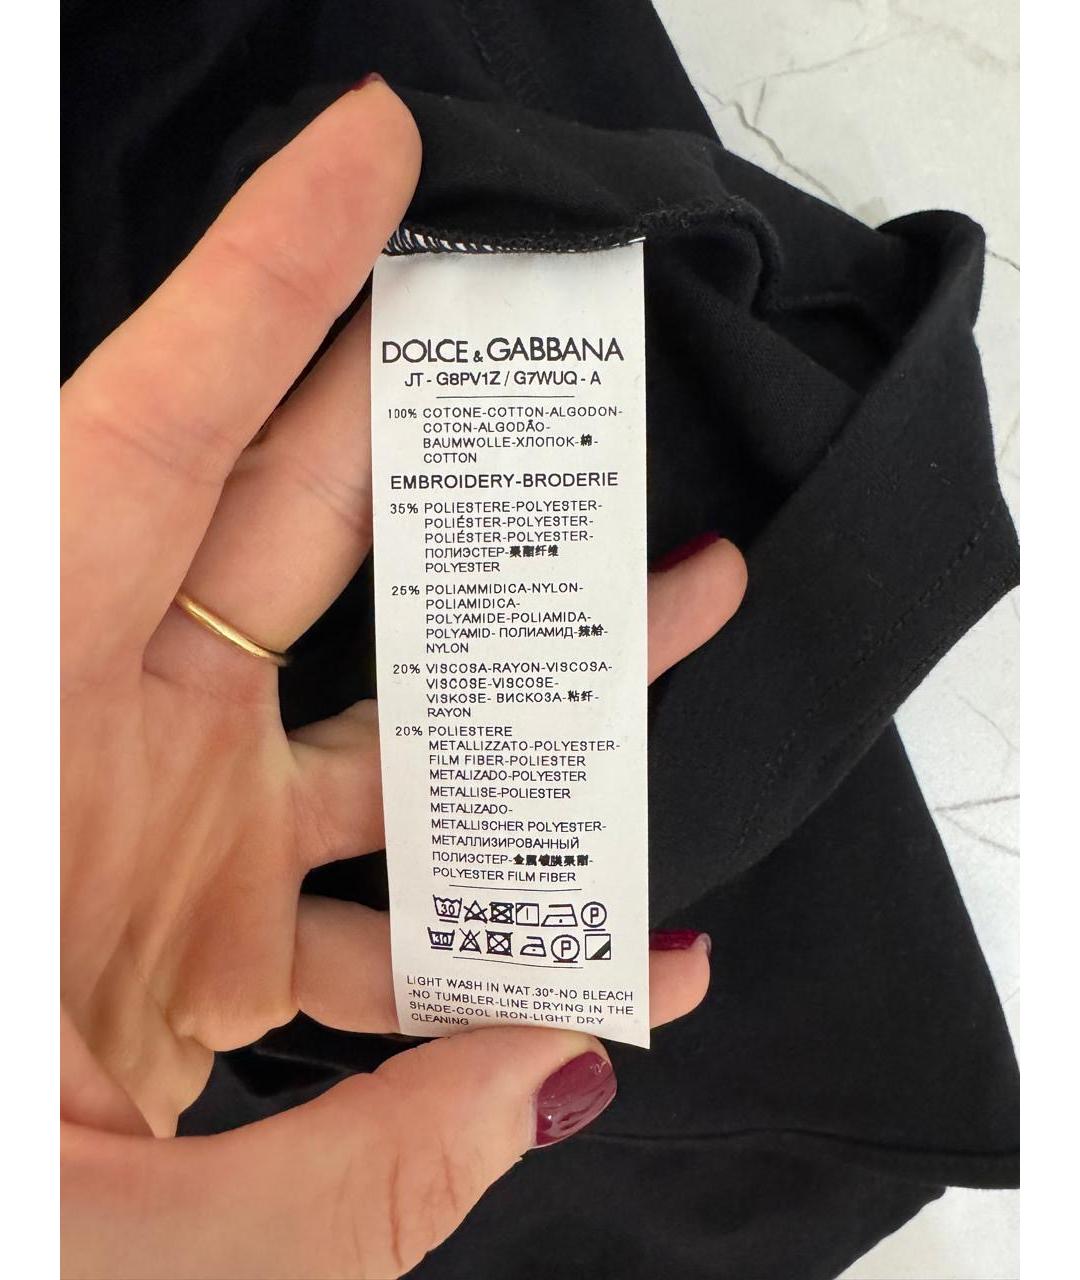 DOLCE & GABBANA
JT - G8PV1Z / G7WUQ - A
100% COTONE-COTTON-ALGODON-
COTON-ALGODÃO-
BAUMWOLLE-ХЛОПОК-綿-
COTTON
EMBROIDERY-BRODERIE
35% POLIESTERE-POLYESTER-
POLIÉSTER-POLYESTER-
POLIÉSTER-POLYESTER-
ПОЛИЭСТЕР-聚酯纤维
POLYESTER
25% POLIAMMIDICA-NYLON-
POLIAMIDICA-
POLYAMIDE-POLIAMIDA-
POLYAMID- ПОЛИАМИД-
NYLON
20% VISCOSA-RAYON-VISCOSA-
VISCOSE-VISCOSE-
VISKOSE- ВИСКОЗА-粘纤-
RAYON
20% POLIESTERE
METALLIZZATO-POLYESTER-
FILM FIBER-POLIESTER
METALIZADO-POLYESTER
METALLISE-POLIESTER
METALIZADO-
METALLISCHER POLYESTER-
МЕТАЛЛИЗИРОВАННЫЙ
ПОЛИЭСТЕР-金属镀膜聚酯-
POLYESTER FILM FIBER
30 P
30 P
LIGHT WASH IN WAT.30°-NO BLEACH
-NO TUMBLER-LINE DRYING IN THE
SHADE-COOL IRON-LIGHT DRY
CLEANING